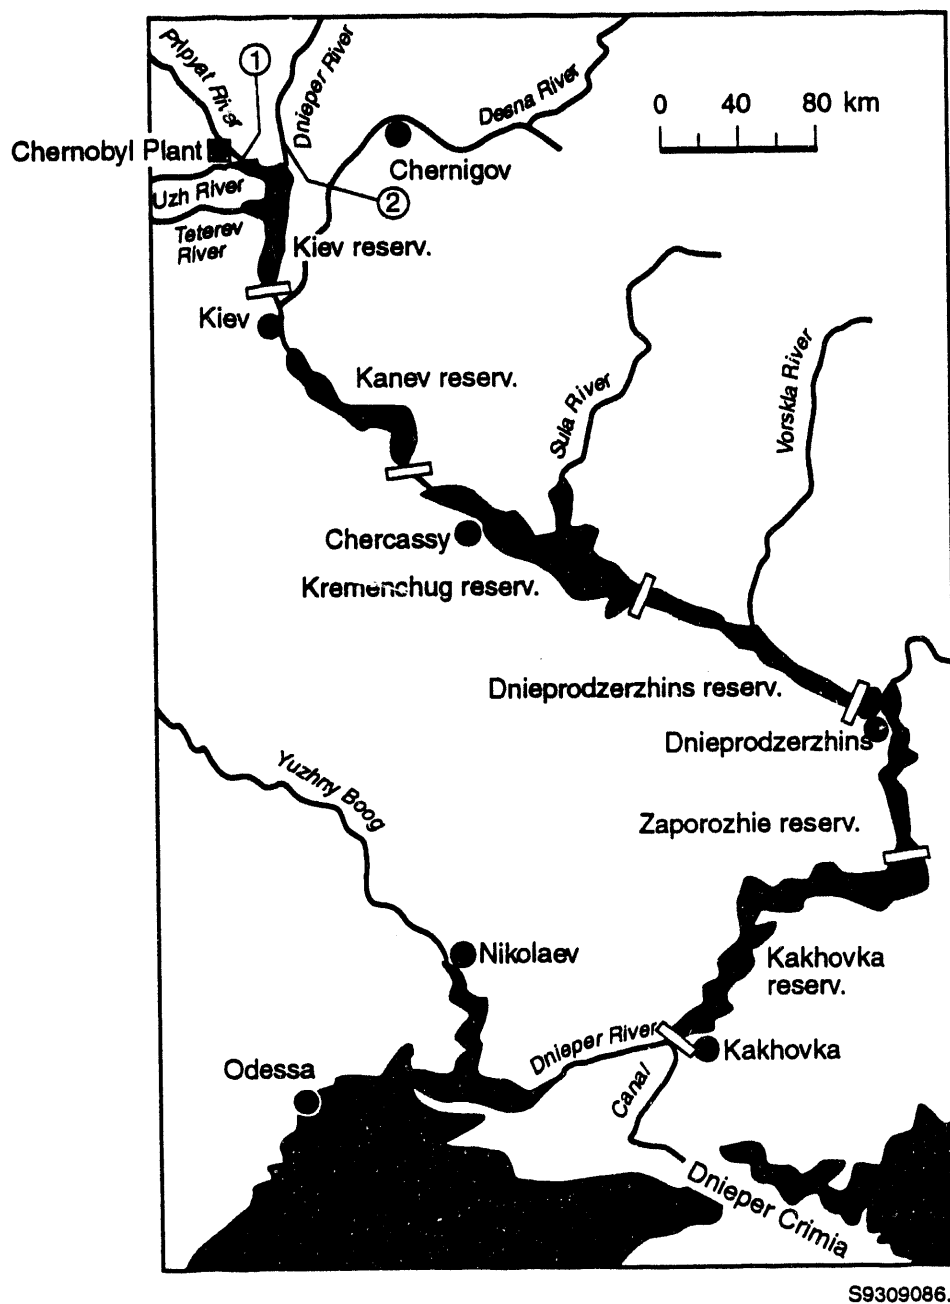 Pripyat River
1
Dnieper River
Desna River
0 40 80 km
Chernobyl Plant
Chernigov
Uzh River
2
Teterev
River
Kiev reserv.
Kiev
Kanev reserv.
Sula River
Vorskla River
Chercassy
Kremenchug reserv.
Dnieprodzerzhins reserv.
Dnieprodzerzhins
Yuzhny Boog
Zaporozhie reserv.
Nikolaev
Kakhovka
reserv.
Dnieper River
Kakhovka
Odessa
Canal
Dnieper Crimia
S9309086.